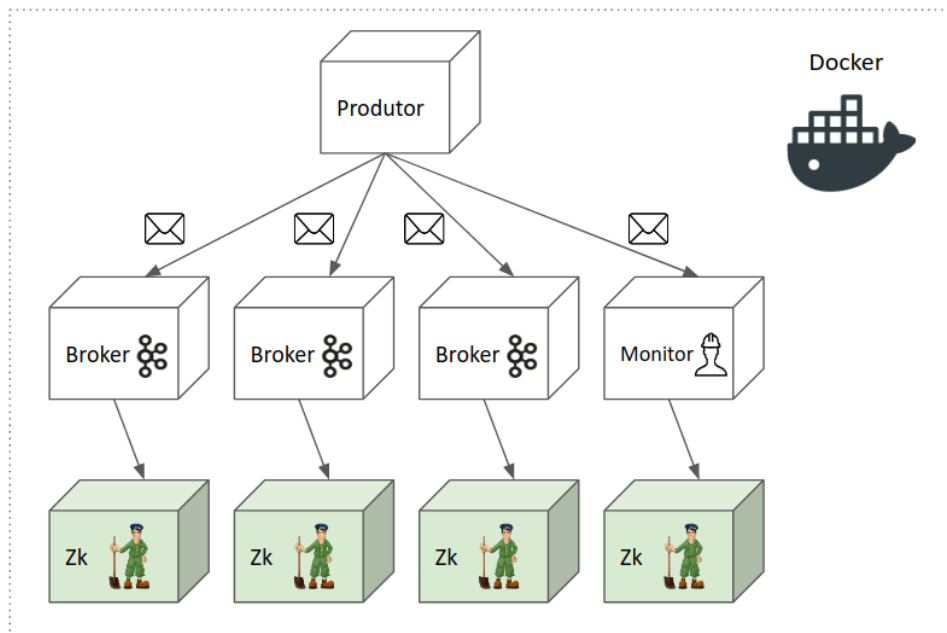 Docker
Produtor
Broker
Broker
Broker
Monitor
Zk
Zk
Zk
Zk